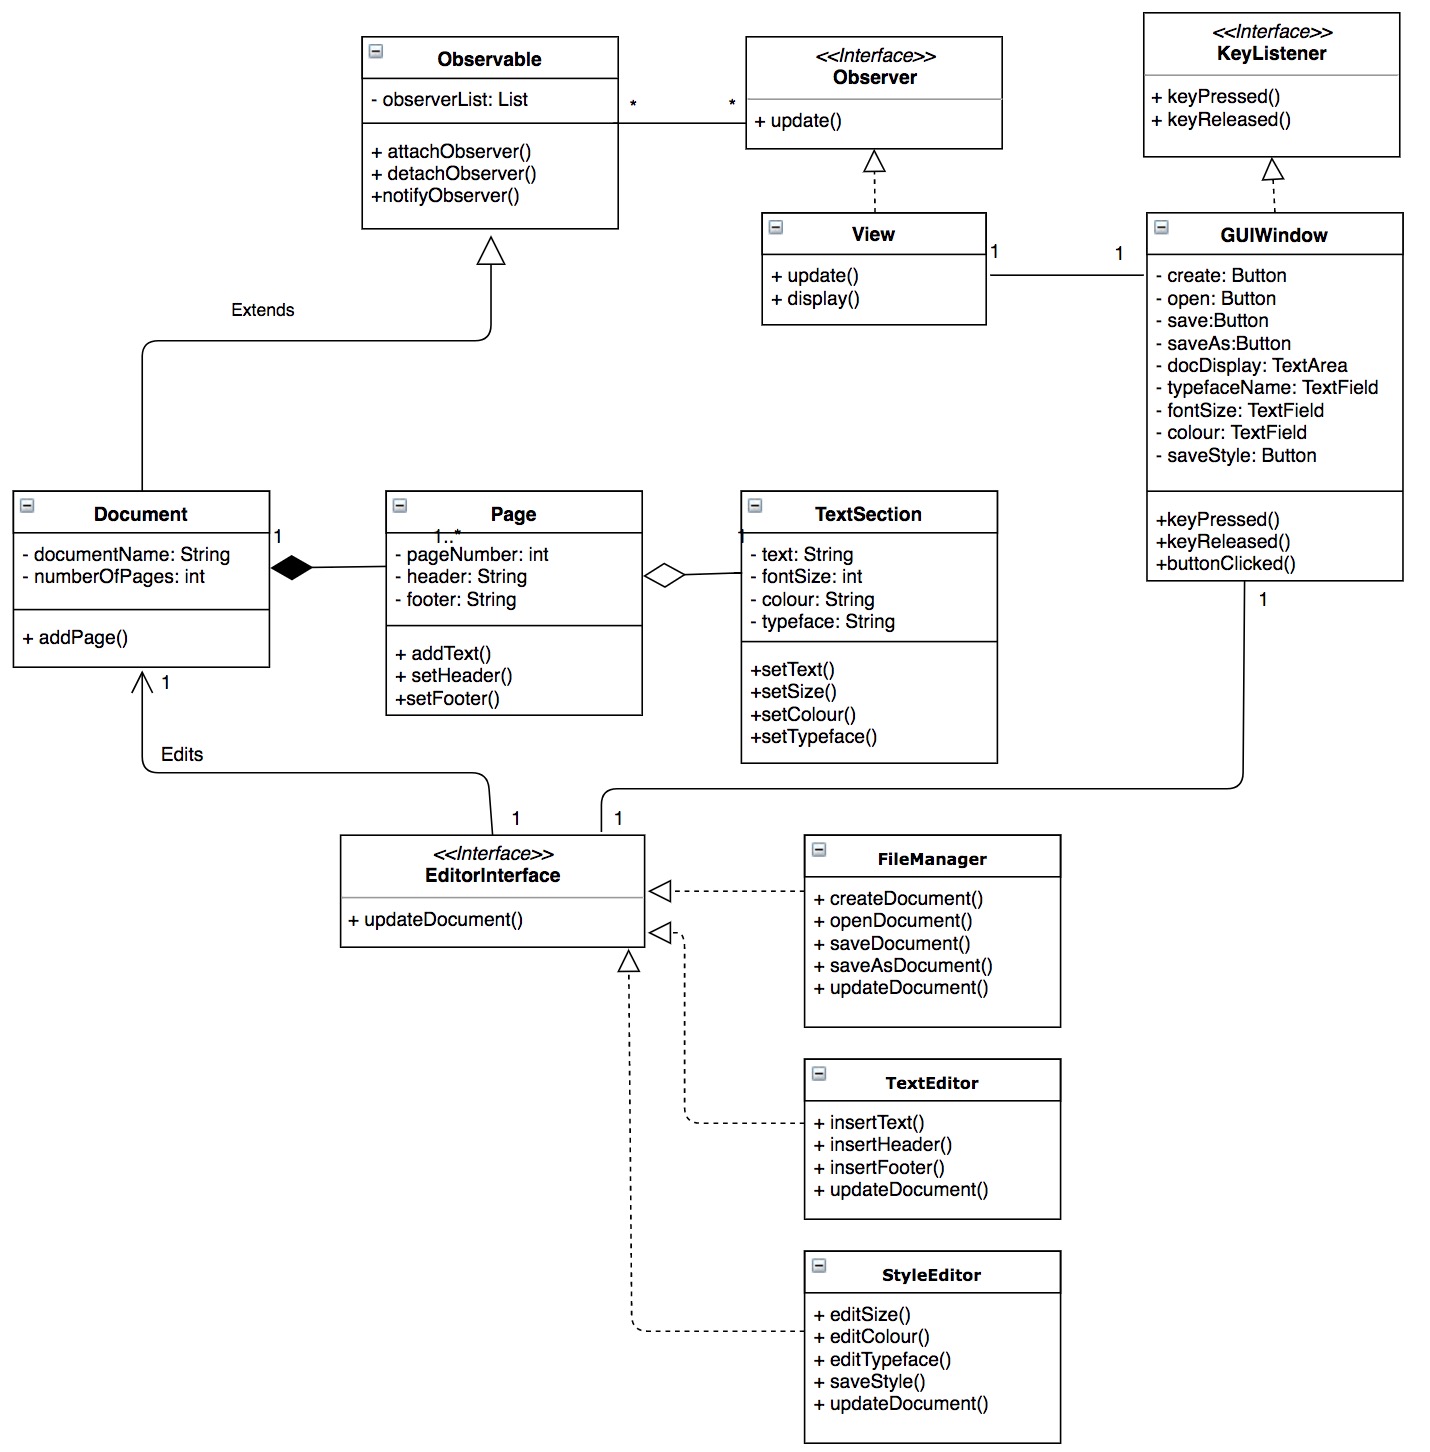 Observable
- observerList: List
+ attachObserver()
+ detachObserver()
+notifyObserver()
*
*
<<Interface>>
Observer
+ update()
<<Interface>>
KeyListener
+ keyPressed()
+ keyReleased()
View
+ update()
+ display()
1
1
GUIWindow
- create: Button
- open: Button
- save:Button
- saveAs:Button
- docDisplay: TextArea
- typefaceName: TextField
- fontSize: TextField
- colour: TextField
- saveStyle: Button
+keyPressed()
+keyReleased()
+buttonClicked()
1
Extends
Document
- documentName: String
- numberOfPages: int
+ addPage()
1
1..*
Page
- pageNumber: int
- header: String
- footer: String
+ addText()
+ setHeader()
+setFooter()
1
TextSection
- text: String
- fontSize: int
- colour: String
- typeface: String
+setText()
+setSize()
+setColour()
+setTypeface()
1
Edits
1
1
<<Interface>>
EditorInterface
+ updateDocument()
FileManager
+ createDocument()
+ openDocument()
+ saveDocument()
+ saveAsDocument()
+ updateDocument()
TextEditor
+ insertText()
+ insertHeader()
+ insertFooter()
+ updateDocument()
StyleEditor
+ editSize()
+ editColour()
+ editTypeface()
+ saveStyle()
+ updateDocument()